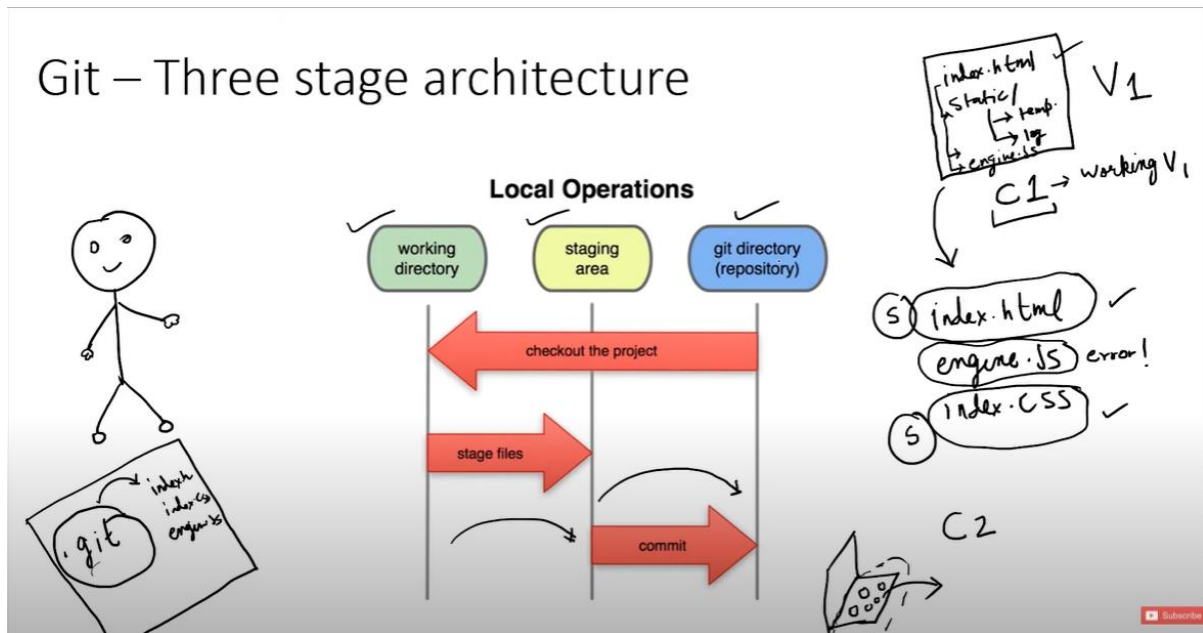 Git – Three stage architecture
Local Operations
working
directory
staging
area
git directory
(repository)
checkout the project
stage files
commit
index.html
static/
temp.
log
engine.js
V1
C1 → working V1
S index.html
engine.JS error!
S index.CSS
C2
.git
index.h
index.cs
engine.js
Subscribe